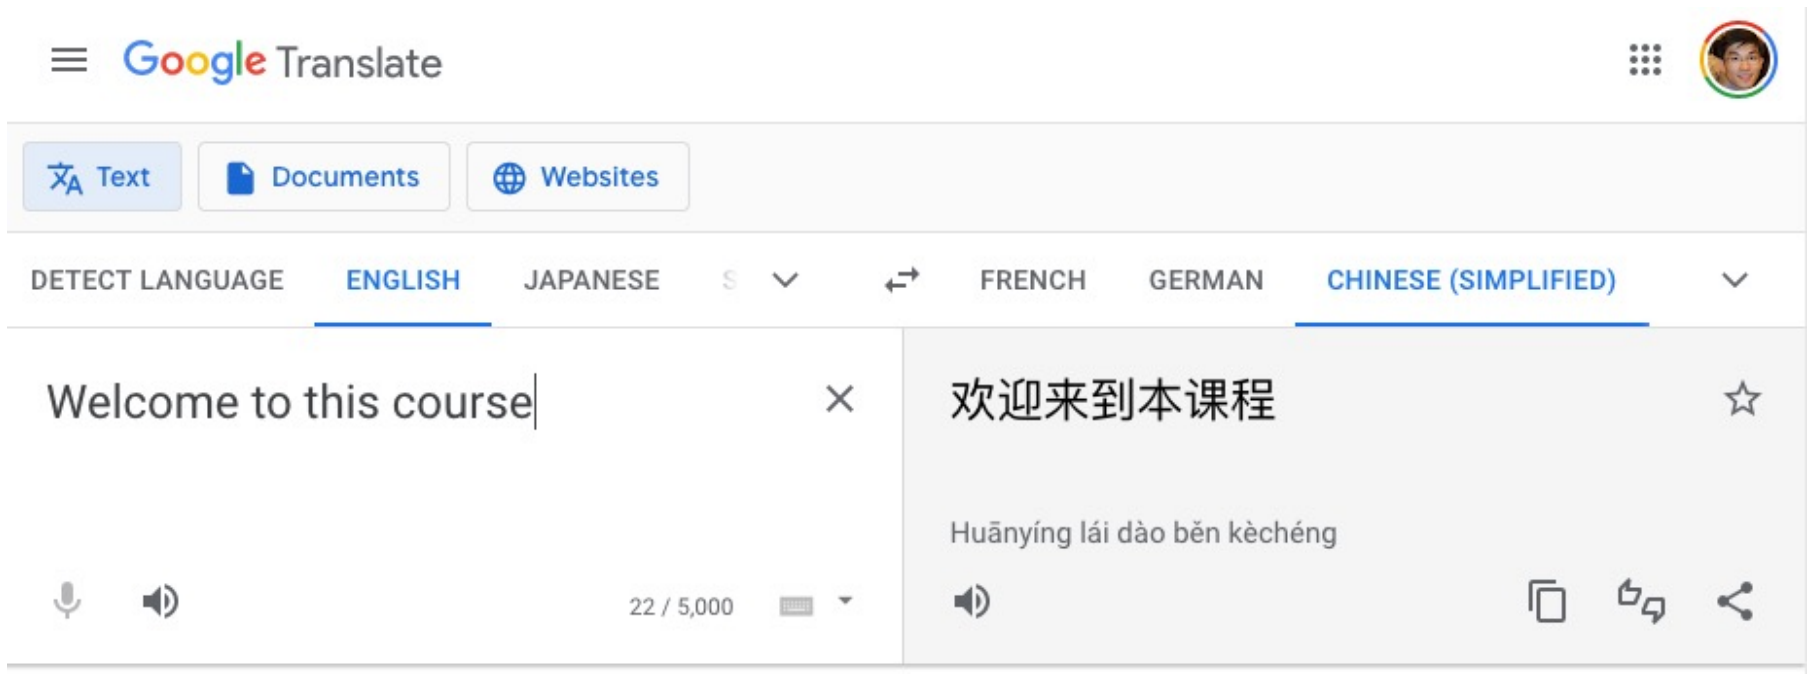 Google Translate
Text Documents Websites
DETECT LANGUAGE ENGLISH JAPANESE S FRENCH GERMAN CHINESE (SIMPLIFIED)
Welcome to this course
欢迎来到本课程
Huānyíng lái dào běn kèchéng
22 / 5,000